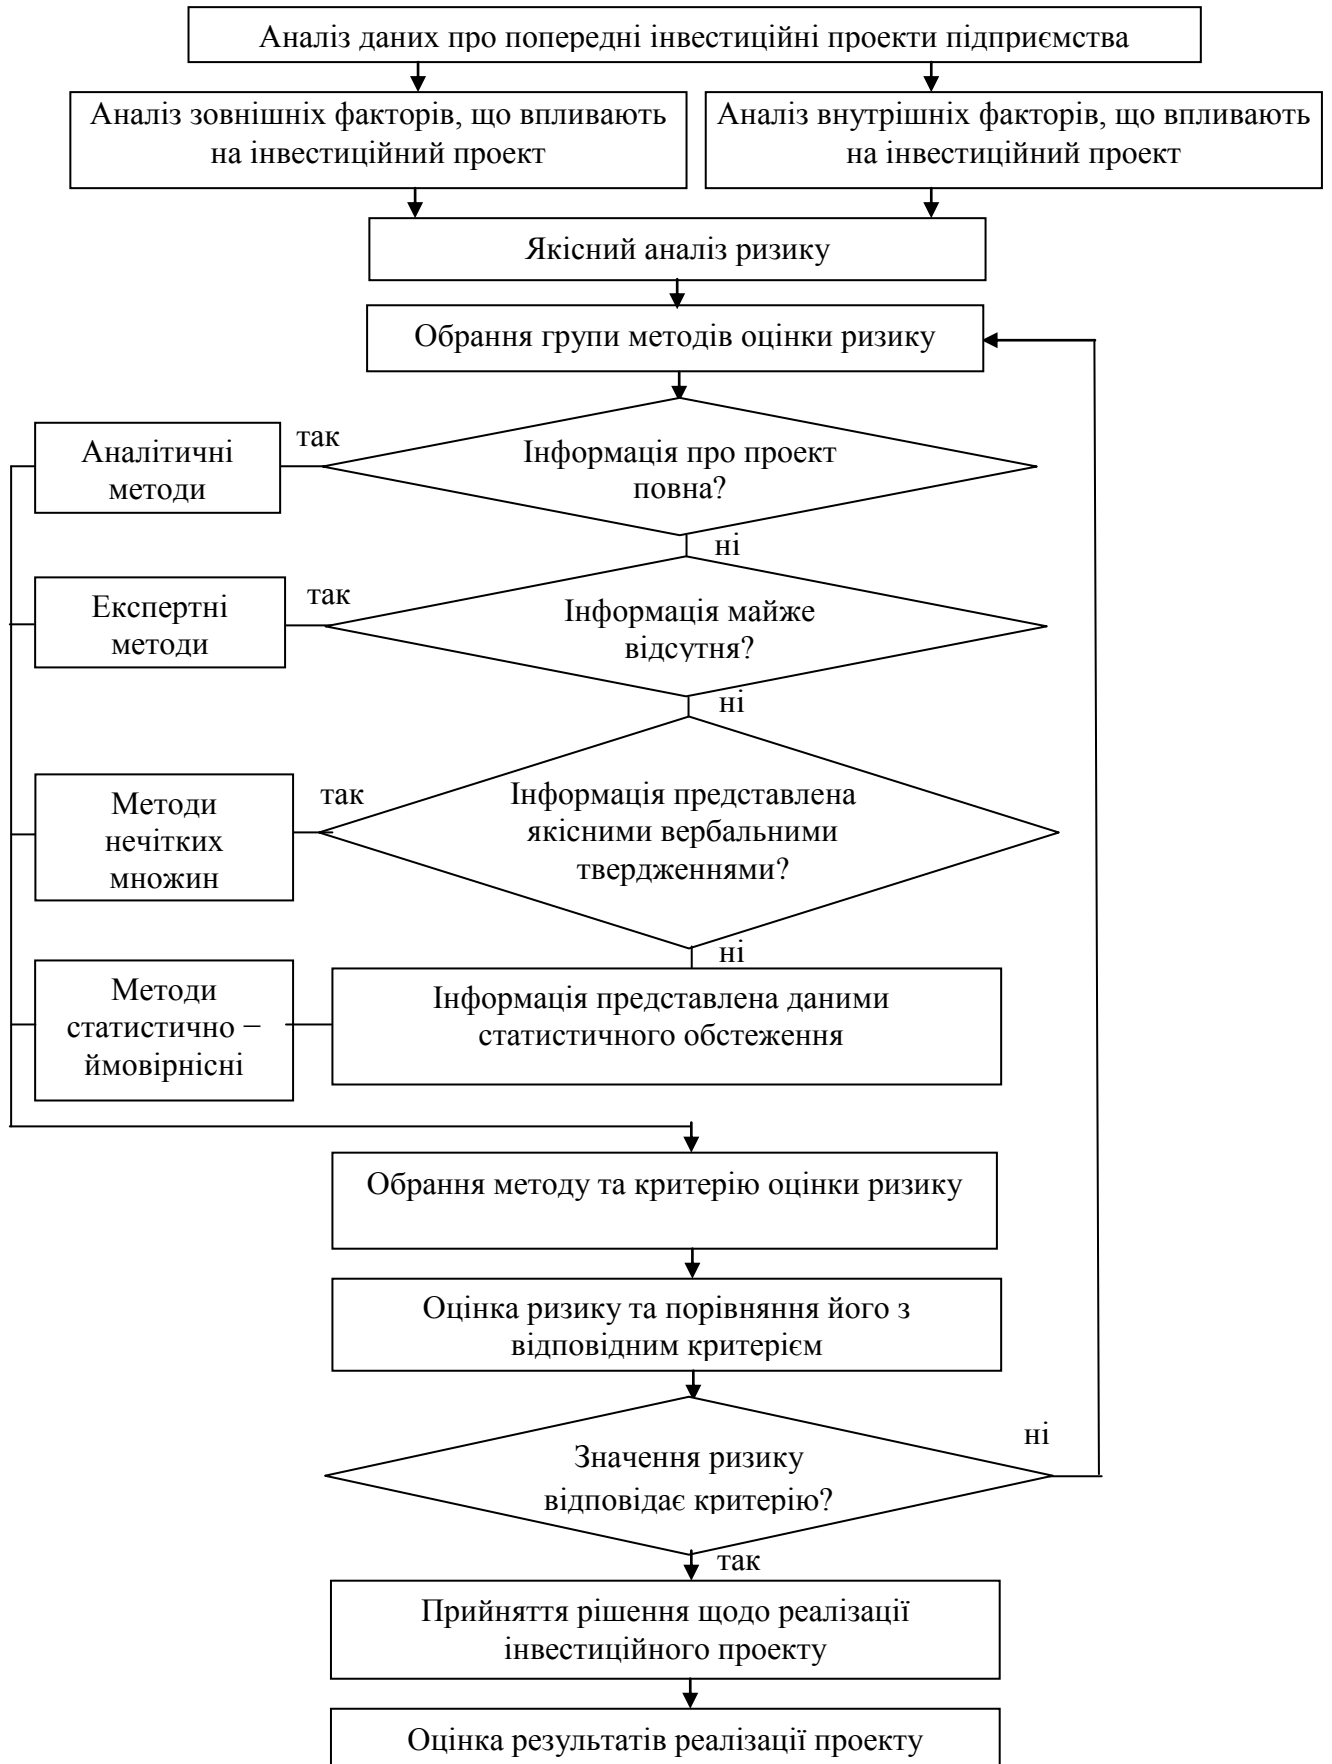 Аналіз даних про попередні інвестиційні проекти підприємства
Аналіз зовнішніх факторів, що впливають
на інвестиційний проект
Аналіз внутрішніх факторів, що впливають
на інвестиційний проект
Якісний аналіз ризику
Обрання групи методів оцінки ризику
Аналітичні
методи
так
Інформація про проект
повна?
ні
Експертні
методи
так
Інформація майже
відсутня?
ні
Методи
нечітких
множин
так
Інформація представлена
якісними вербальними
твердженнями?
ні
Методи
статистично –
ймовірнісні
Інформація представлена даними
статистичного обстеження
Обрання методу та критерію оцінки ризику
Оцінка ризику та порівняння його з
відповідним критерієм
Значення ризику
відповідає критерію?
ні
так
Прийняття рішення щодо реалізації
інвестиційного проекту
Оцінка результатів реалізації проекту